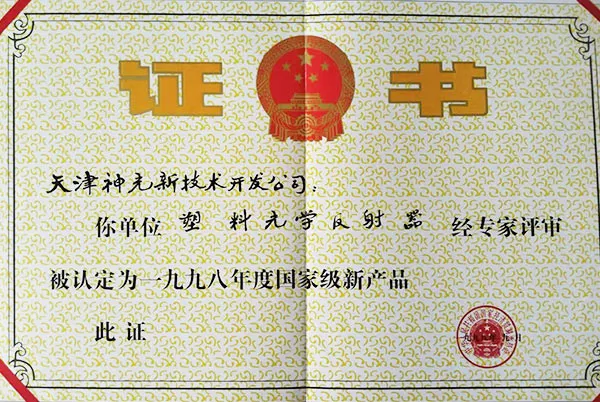 证书
天津神光新技术开发公司：
你单位 塑料光学反射器 经专家评审
被认定为一九九八年度国家级新产品
此证